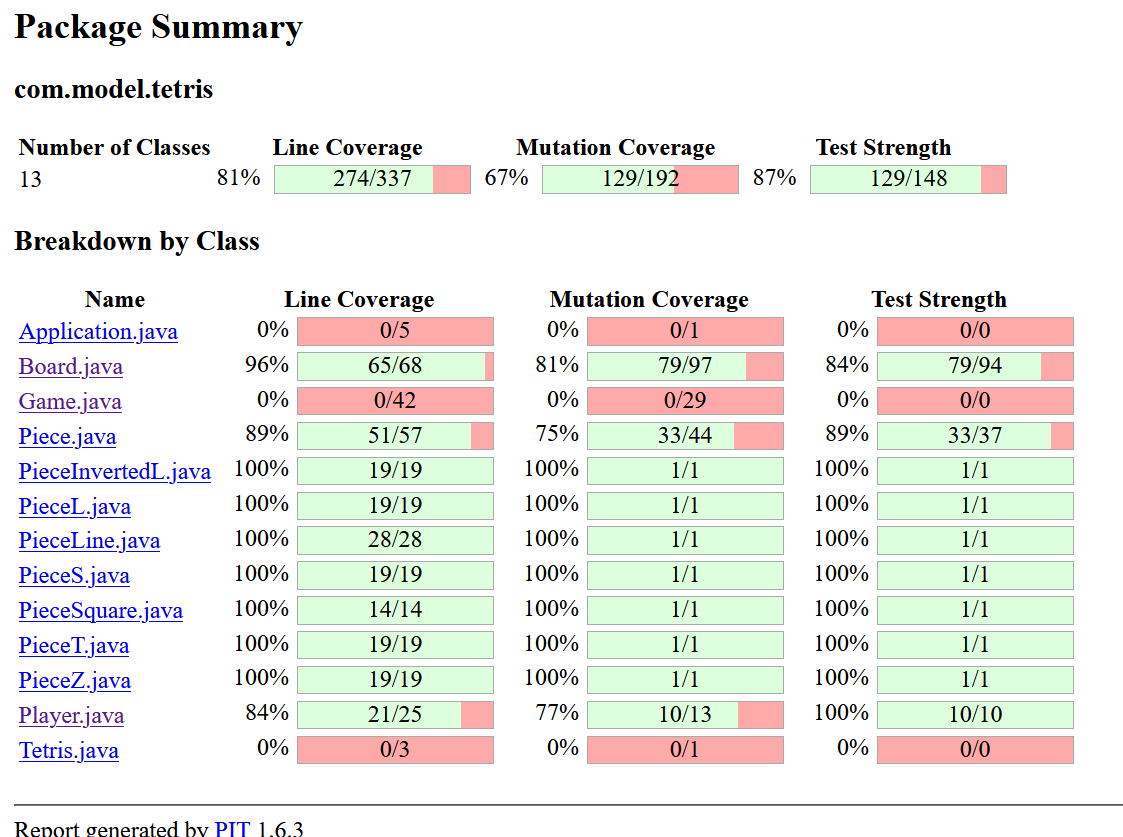 Package Summary
com.model.tetris
Number of Classes Line Coverage Mutation Coverage Test Strength
13 81% 274/337 67% 129/192 87% 129/148
Breakdown by Class
Name Line Coverage Mutation Coverage Test Strength
Application.java 0% 0/5 0% 0/1 0% 0/0
Board.java 96% 65/68 81% 79/97 84% 79/94
Game.java 0% 0/42 0% 0/29 0% 0/0
Piece.java 89% 51/57 75% 33/44 89% 33/37
PieceInvertedL.java 100% 19/19 100% 1/1 100% 1/1
PieceL.java 100% 19/19 100% 1/1 100% 1/1
PieceLine.java 100% 28/28 100% 1/1 100% 1/1
PieceS.java 100% 19/19 100% 1/1 100% 1/1
PieceSquare.java 100% 14/14 100% 1/1 100% 1/1
PieceT.java 100% 19/19 100% 1/1 100% 1/1
PieceZ.java 100% 19/19 100% 1/1 100% 1/1
Player.java 84% 21/25 77% 10/13 100% 10/10
Tetris.java 0% 0/3 0% 0/1 0% 0/0
Report generated by PIT 1.6.3